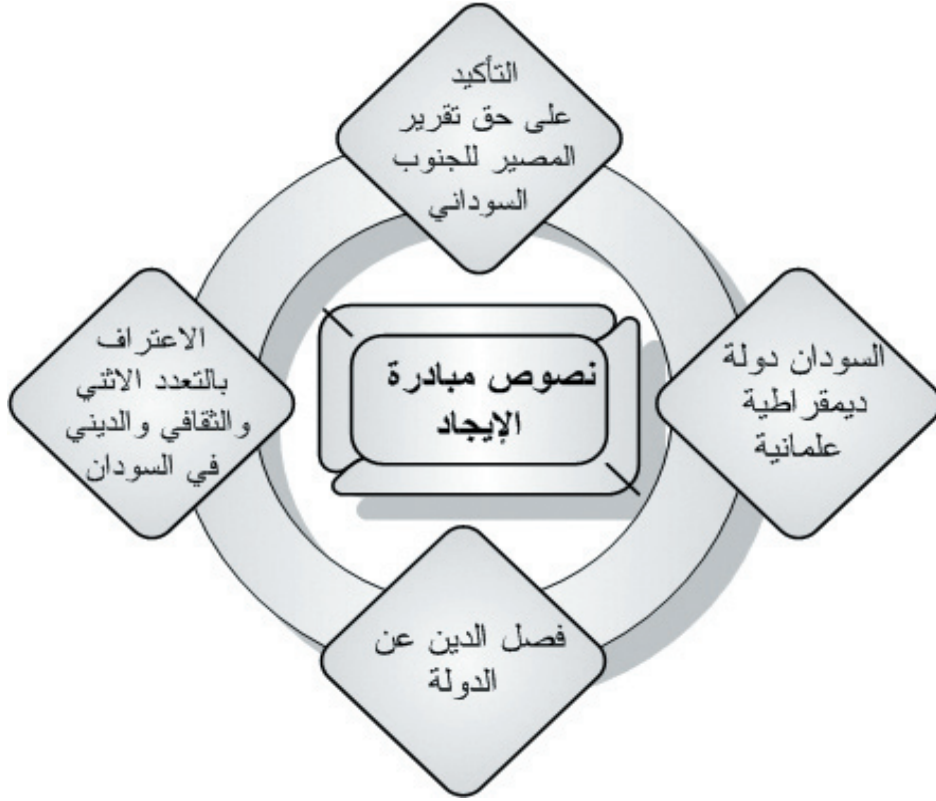 التأكيد
على حق تقرير
المصير للجنوب
السوداني
السودان دولة
ديمقراطية
علمانية
نصوص مبادرة
الإيجاد
الاعتراف
بالتعدد الاثني
والثقافي والديني
في السودان
فصل الدين عن
الدولة